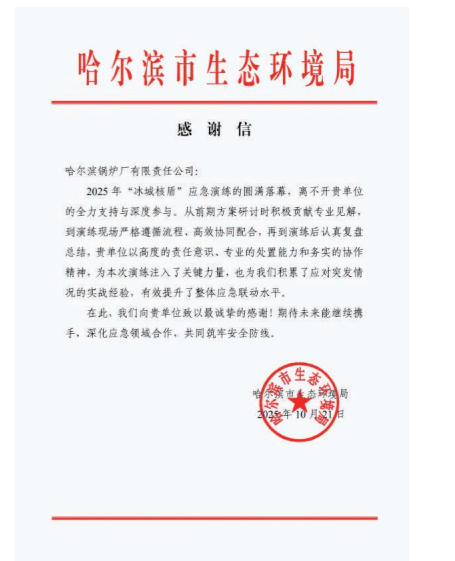 哈尔滨市生态环境局
感谢信
哈尔滨锅炉厂有限责任公司：
2025 年“冰城核盾”应急演练的圆满落幕，离不开贵单位
的全力支持与深度参与。从前期方案研讨时积极贡献专业见解，
到演练现场严格遵循流程、高效协同配合，再到演练后认真复盘
总结，贵单位以高度的责任意识、专业的处置能力和务实的协作
精神，为本次演练注入了关键力量，也为我们积累了应对突发情
况的实战经验，有效提升了整体应急联动水平。
在此，我们向贵单位致以最诚挚的感谢！期待未来能继续携
手，深化应急领域合作，共同筑牢安全防线。
哈尔滨市生态环境局
哈尔滨市生态环境局
2025 年 10 月 21 日